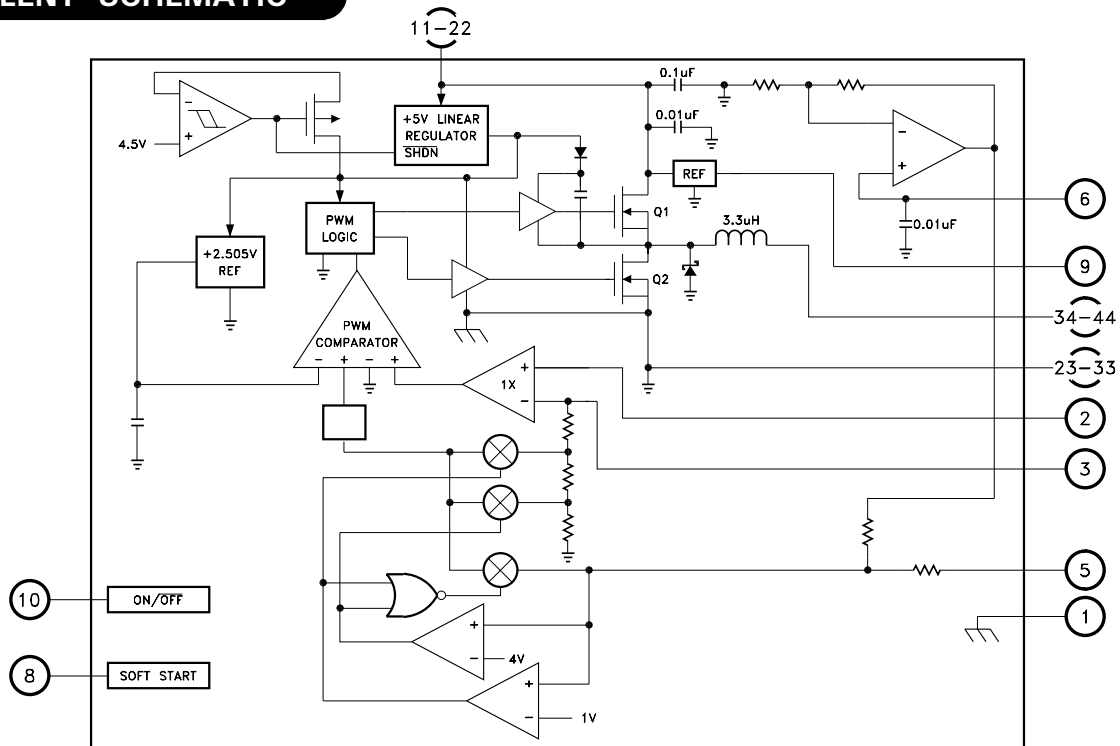 SCHEMATIC
11-22
0.1uF
4.5V
-
+
+5V LINEAR
REGULATOR
SHDN
0.01uF
-
+
REF
6
Q1
0.01uF
PWM
LOGIC
3.3uH
+2.505V
REF
9
Q2
34-44
PWM
COMPARATOR
- + - +
1X
+
-
23-33
2
3
5
10
ON/OFF
1
+
-
4V
8
SOFT START
+
-
1V